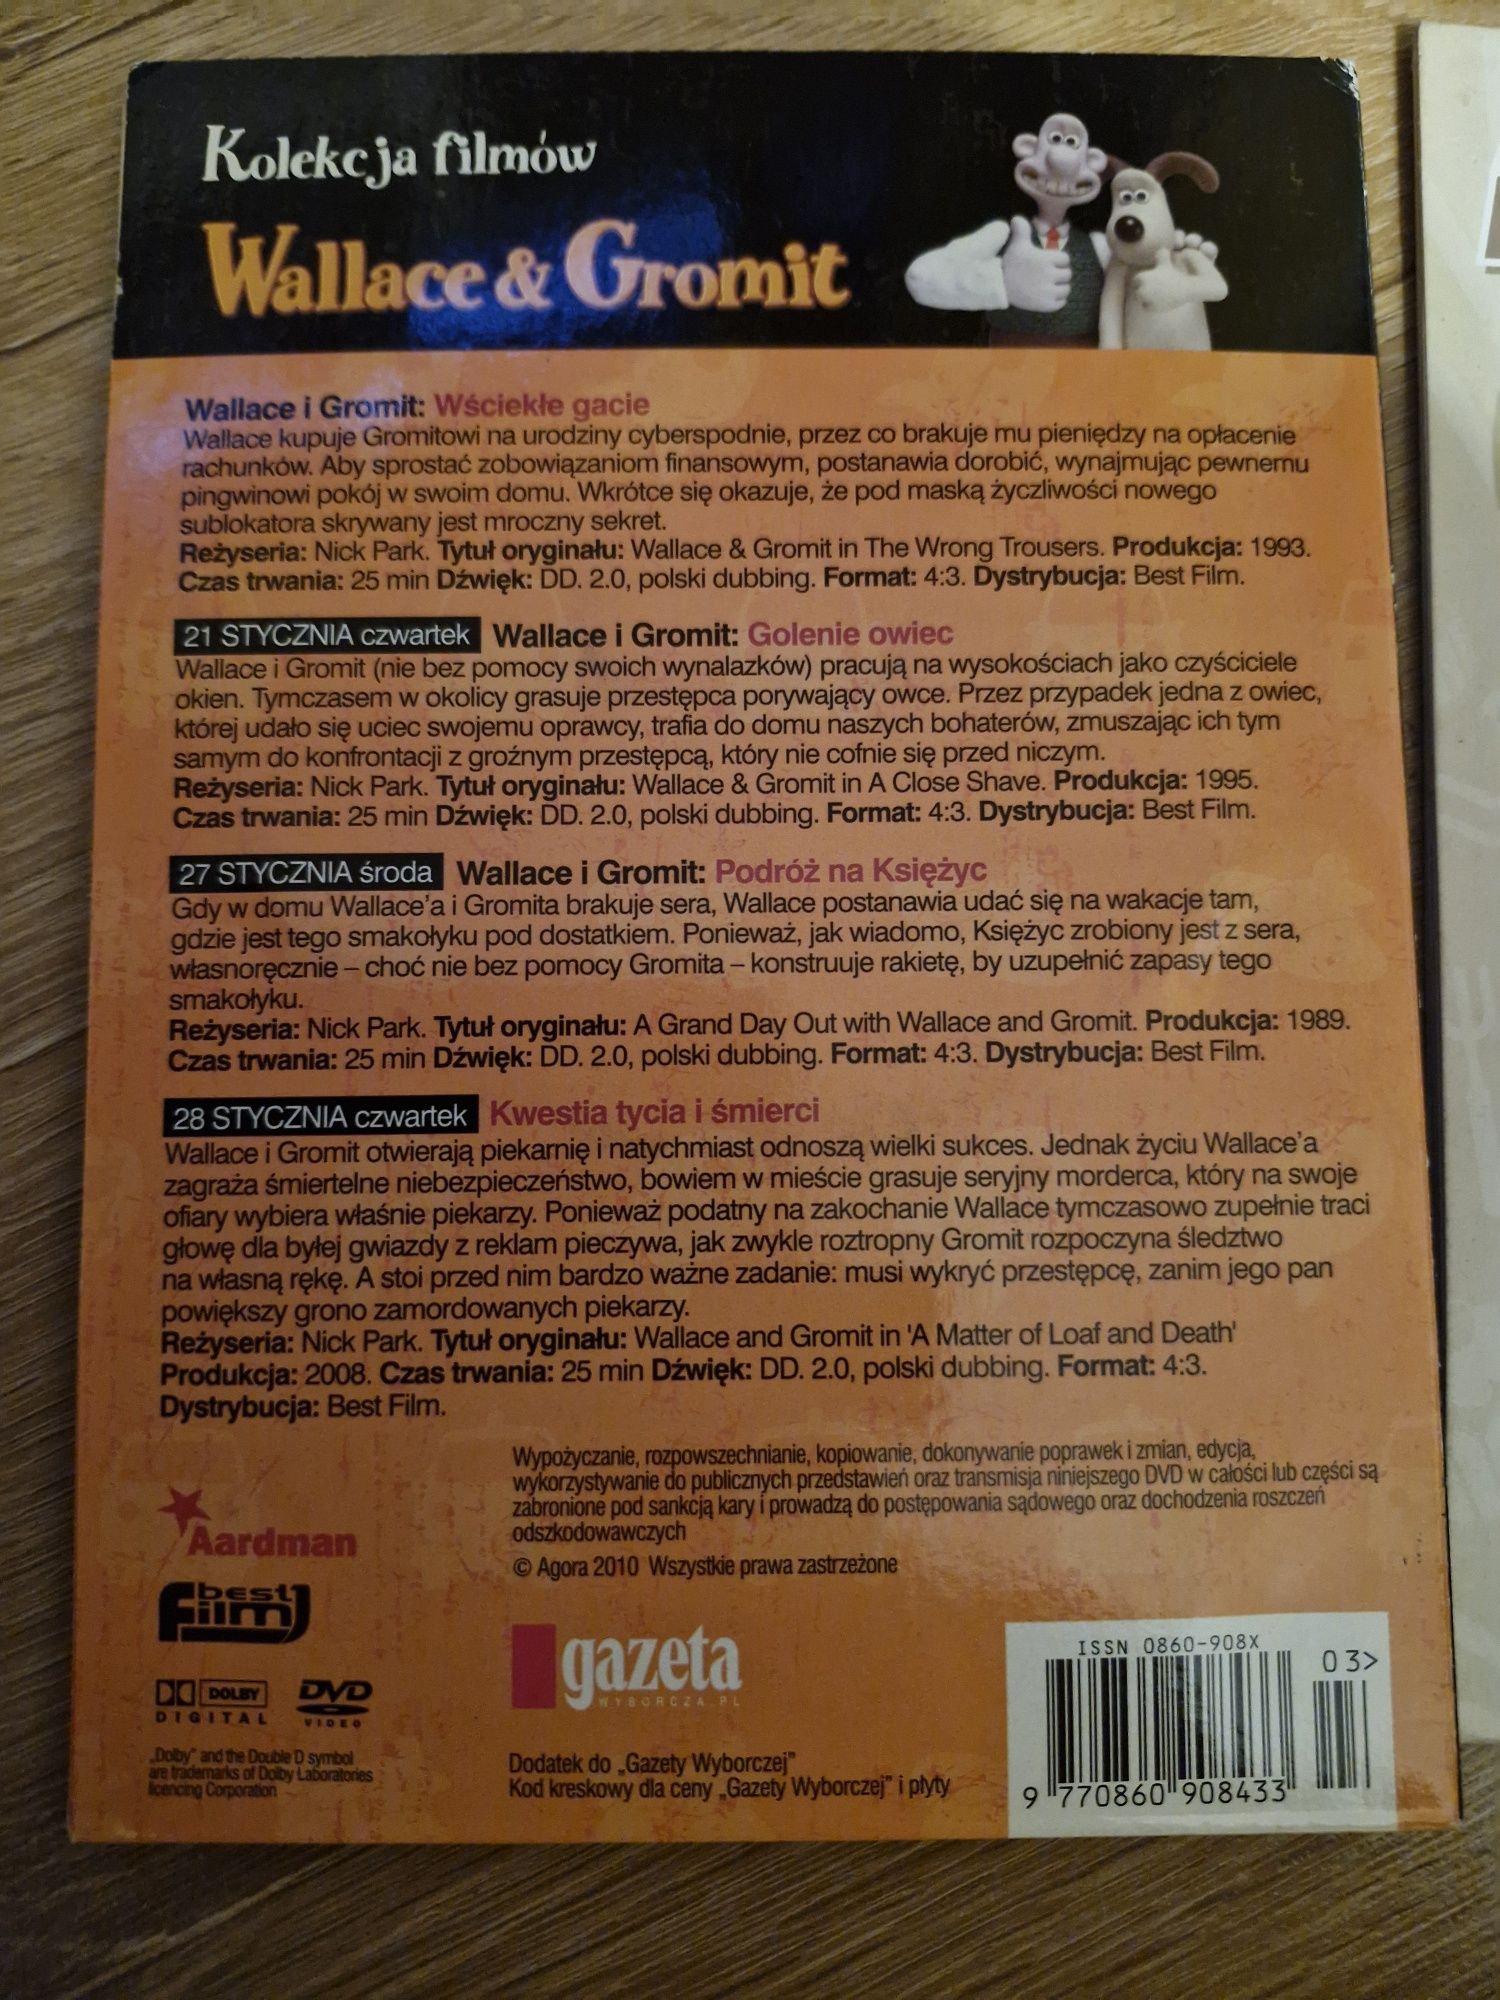 Kolekcja filmów
Wallace & Gromit
Wallace i Gromit: Wściekłe gacie
Wallace kupuje Gromitowi na urodziny cyberspodnie, przez co brakuje mu pieniędzy na opłacenie
rachunków. Aby sprostać zobowiązaniom finansowym, postanawia dorobić, wynajmując pewnemu
pingwinowi pokój w swoim domu. Wkrótce się okazuje, że pod maską życzliwości nowego
sublokatora skrywany jest mroczny sekret.
Reżyseria: Nick Park. Tytuł oryginału: Wallace & Gromit in The Wrong Trousers. Produkcja: 1993.
Czas trwania: 25 min Dźwięk: DD. 2.0, polski dubbing. Format: 4:3. Dystrybucja: Best Film.
21 STYCZNIA czwartek Wallace i Gromit: Golenie owiec
Wallace i Gromit (nie bez pomocy swoich wynalazków) pracują na wysokościach jako czyściciele
okien. Tymczasem w okolicy grasuje przestępca porywający owce. Przez przypadek jedna z owiec,
której udało się uciec swojemu oprawcy, trafia do domu naszych bohaterów, zmuszając ich tym
samym do konfrontacji z groźnym przestępcą, który nie cofnie się przed niczym.
Reżyseria: Nick Park. Tytuł oryginału: Wallace & Gromit in A Close Shave. Produkcja: 1995.
Czas trwania: 25 min Dźwięk: DD. 2.0, polski dubbing. Format: 4:3. Dystrybucja: Best Film.
27 STYCZNIA środa Wallace i Gromit: Podróż na Księżyc
Gdy w domu Wallace'a i Gromita brakuje sera, Wallace postanawia udać się na wakacje tam,
gdzie jest tego smakołyku pod dostatkiem. Ponieważ, jak wiadomo, Księżyc zrobiony jest z sera,
własnoręcznie – choć nie bez pomocy Gromita – konstruuje rakietę, by uzupełnić zapasy tego
smakołyku.
Reżyseria: Nick Park. Tytuł oryginału: A Grand Day Out with Wallace and Gromit. Produkcja: 1989.
Czas trwania: 25 min Dźwięk: DD. 2.0, polski dubbing. Format: 4:3. Dystrybucja: Best Film.
28 STYCZNIA czwartek Kwestia tycia i śmierci
Wallace i Gromit otwierają piekarnię i natychmiast odnoszą wielki sukces. Jednak życiu Wallace'a
zagraża śmiertelne niebezpieczeństwo, bowiem w mieście grasuje seryjny morderca, który na swoje
ofiary wybiera właśnie piekarzy. Ponieważ podatny na zakochanie Wallace tymczasowo zupełnie traci
głowę dla byłej gwiazdy z reklam pieczywa, jak zwykle roztropny Gromit rozpoczyna śledztwo
na własną rękę. A stoi przed nim bardzo ważne zadanie: musi wykryć przestępcę, zanim jego pan
powiększy grono zamordowanych piekarzy.
Reżyseria: Nick Park. Tytuł oryginału: Wallace and Gromit in 'A Matter of Loaf and Death'
Produkcja: 2008. Czas trwania: 25 min Dźwięk: DD. 2.0, polski dubbing. Format: 4:3.
Dystrybucja: Best Film.
Wypożyczanie, rozpowszechnianie, kopiowanie, dokonywanie poprawek i zmian, edycja,
wykorzystywanie do publicznych przedstawień oraz transmisja niniejszego DVD w całości lub części są
zabronione pod sankcją kary i prowadzą do postępowania sądowego oraz dochodzenia roszczeń
odszkodowawczych
© Agora 2010 Wszystkie prawa zastrzeżone
Aardman
best
film
DOLBY
DIGITAL
DVD
VIDEO
„Dolby" and the Double D symbol
are trademarks of Dolby Laboratories
licencing Corporation
gazeta
WYBORCZA.PL
Dodatek do „Gazety Wyborczej"
Kod kreskowy dla ceny „Gazety Wyborczej" i płyty
ISSN 0860-908X
03>
9 770860 908433